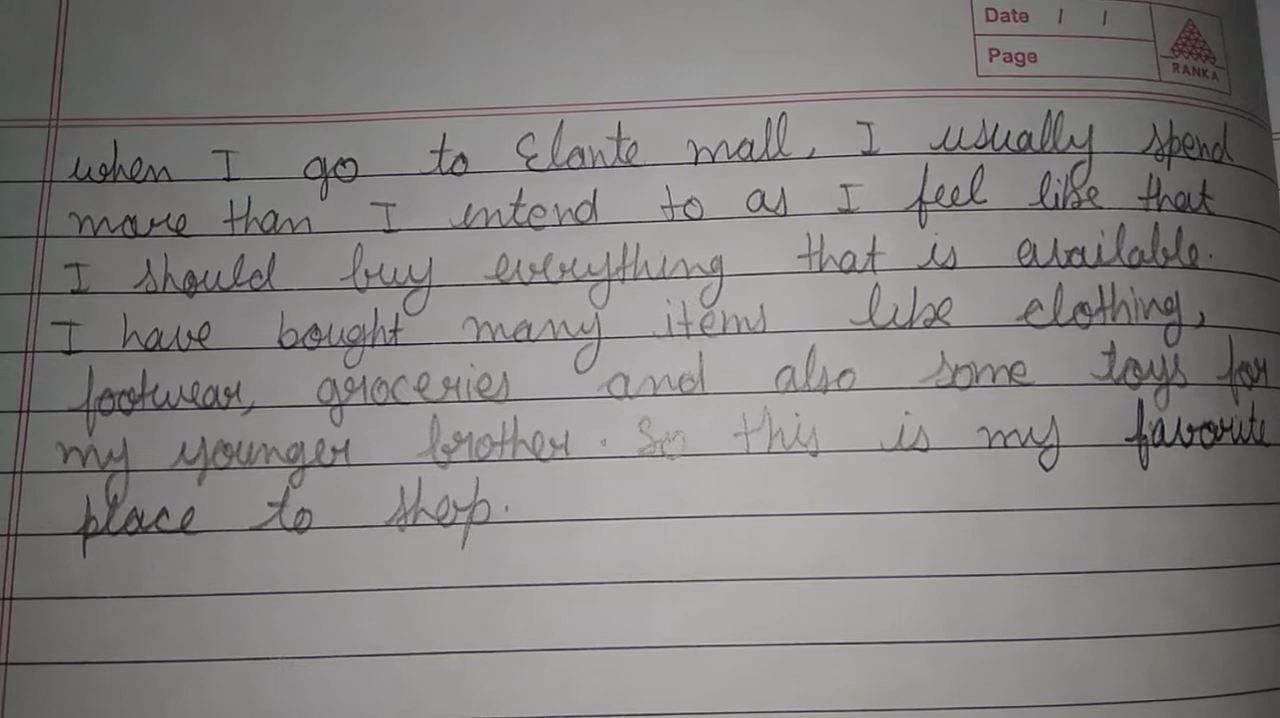 Date / /
Page
RANKA
when I go to Elante mall, I usually spend
more than I intend to as I feel like that
I should buy everything that is available.
I have bought many items like clothing,
footwear, groceries and also some toys for
my younger brother. So this is my favourite
place to shop.